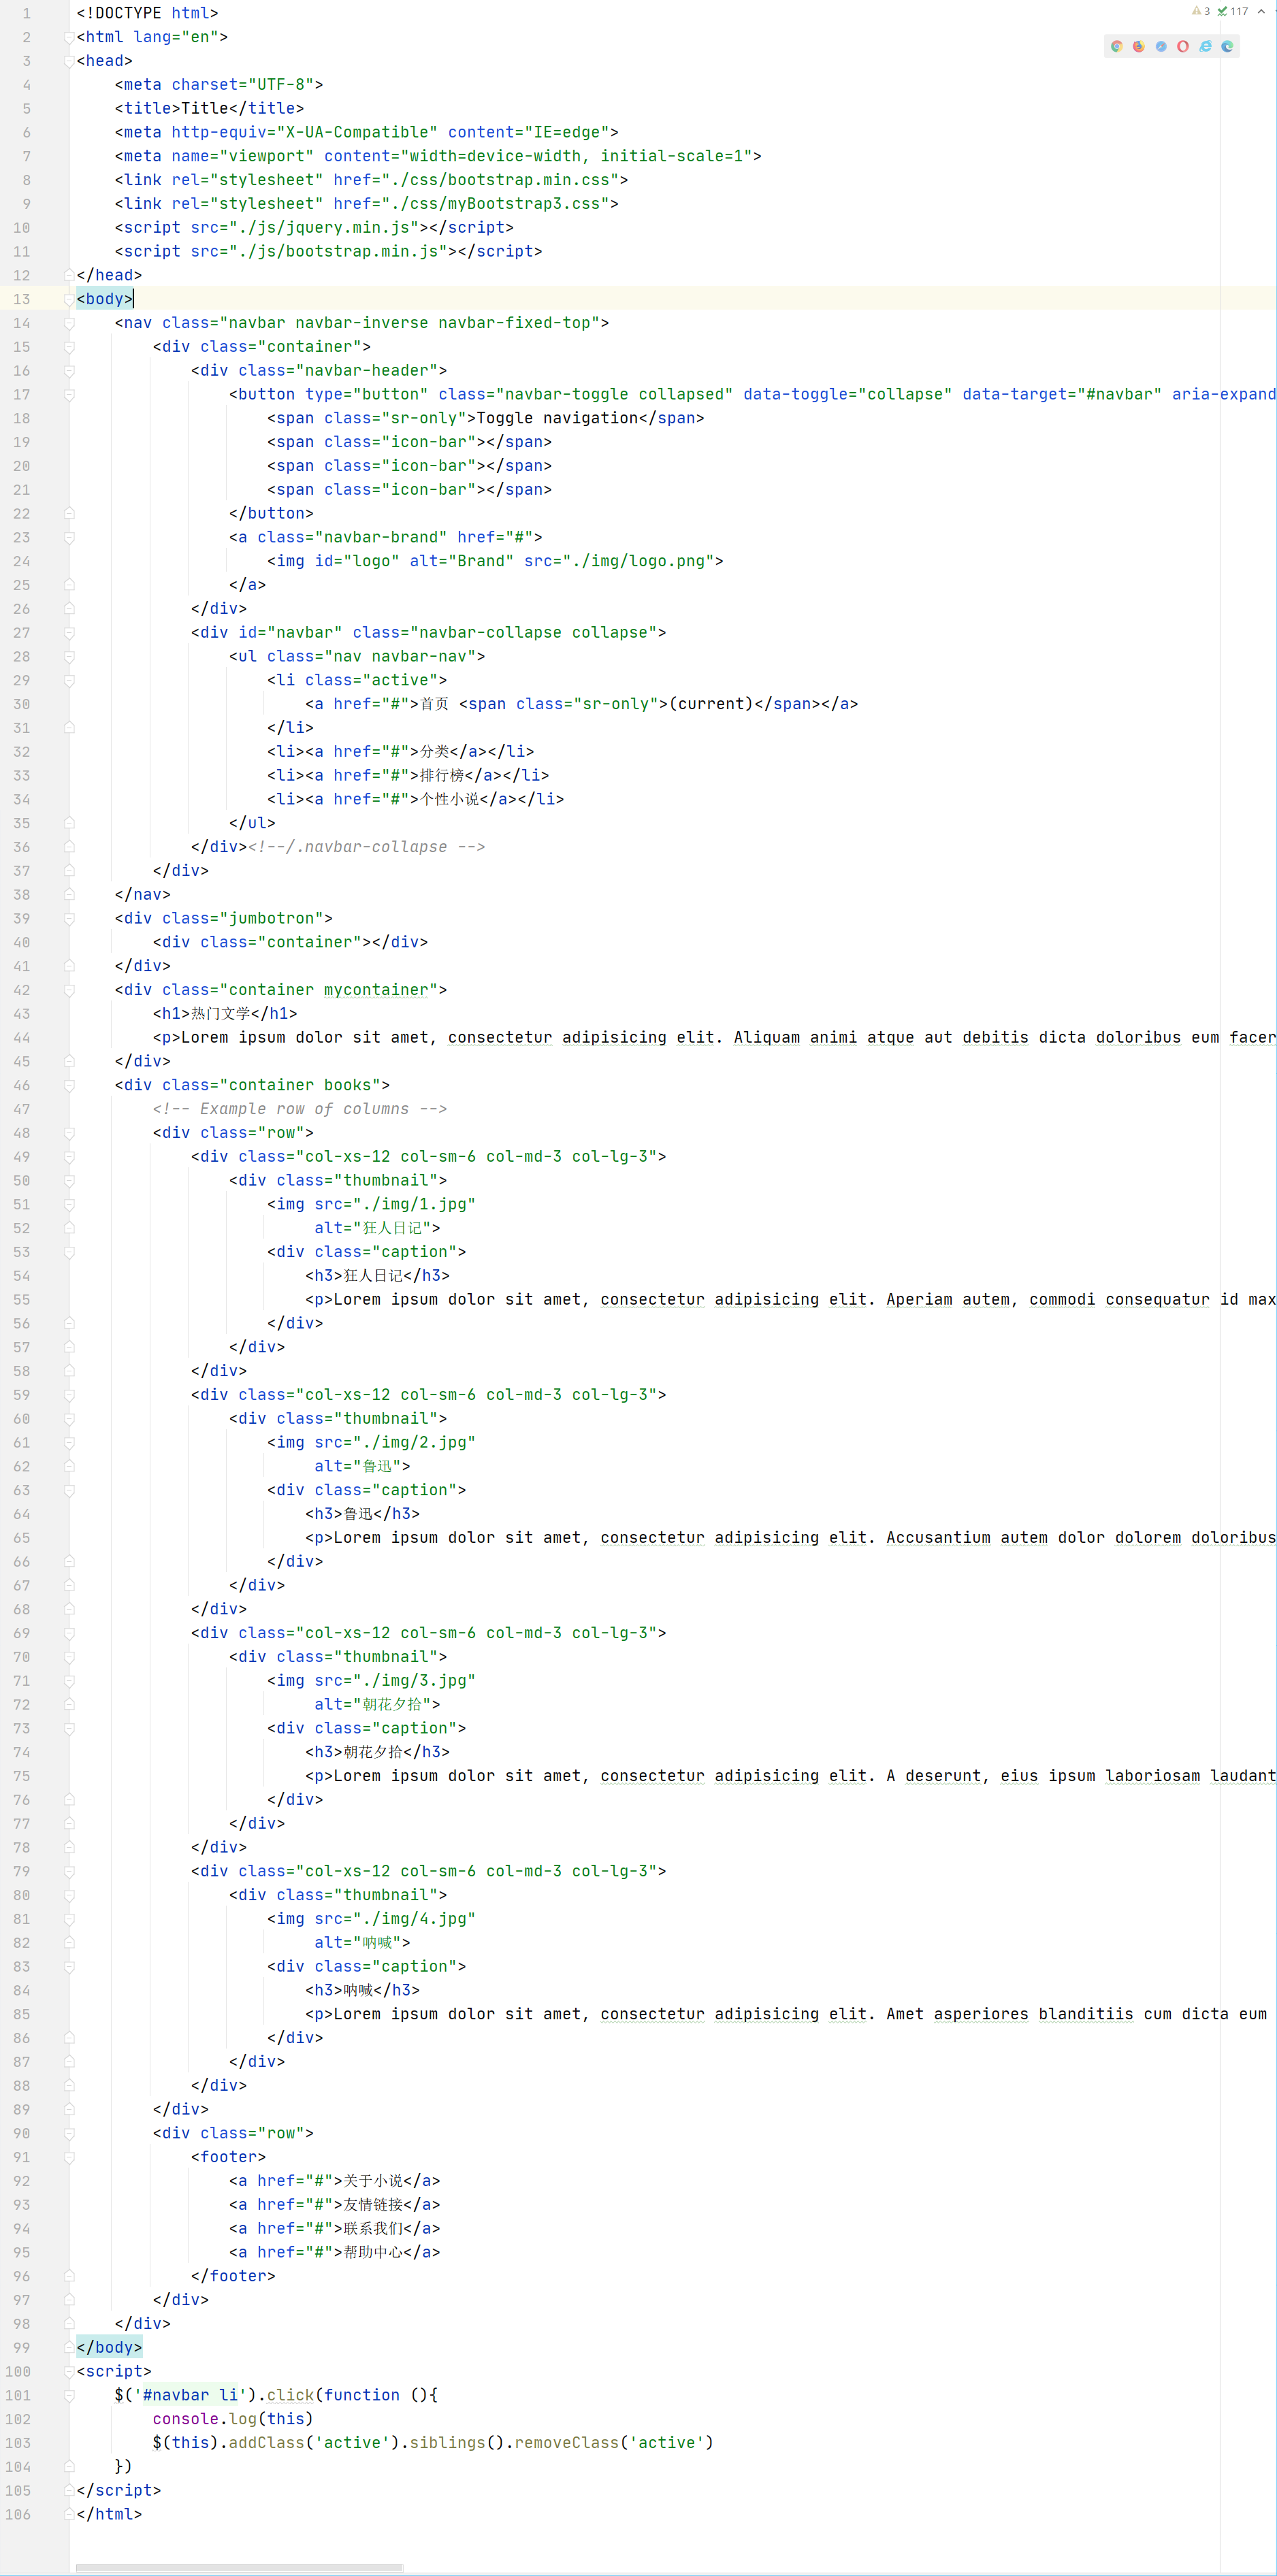 ⚠3 ✓117
1 <!DOCTYPE html>
2 <html lang="en">
3 <head>
4 <meta charset="UTF-8">
5 <title>Title</title>
6 <meta http-equiv="X-UA-Compatible" content="IE=edge">
7 <meta name="viewport" content="width=device-width, initial-scale=1">
8 <link rel="stylesheet" href="./css/bootstrap.min.css">
9 <link rel="stylesheet" href="./css/myBootstrap3.css">
10 <script src="./js/jquery.min.js"></script>
11 <script src="./js/bootstrap.min.js"></script>
12 </head>
13 <body>
14 <nav class="navbar navbar-inverse navbar-fixed-top">
15 <div class="container">
16 <div class="navbar-header">
17 <button type="button" class="navbar-toggle collapsed" data-toggle="collapse" data-target="#navbar" aria-expand
18 <span class="sr-only">Toggle navigation</span>
19 <span class="icon-bar"></span>
20 <span class="icon-bar"></span>
21 <span class="icon-bar"></span>
22 </button>
23 <a class="navbar-brand" href="#">
24 <img id="logo" alt="Brand" src="./img/logo.png">
25 </a>
26 </div>
27 <div id="navbar" class="navbar-collapse collapse">
28 <ul class="nav navbar-nav">
29 <li class="active">
30 <a href="#">首页 <span class="sr-only">(current)</span></a>
31 </li>
32 <li><a href="#">分类</a></li>
33 <li><a href="#">排行榜</a></li>
34 <li><a href="#">个性小说</a></li>
35 </ul>
36 </div><!--/.navbar-collapse -->
37 </div>
38 </nav>
39 <div class="jumbotron">
40 <div class="container"></div>
41 </div>
42 <div class="container mycontainer">
43 <h1>热门文学</h1>
44 <p>Lorem ipsum dolor sit amet, consectetur adipisicing elit. Aliquam animi atque aut debitis dicta doloribus eum facer
45 </div>
46 <div class="container books">
47 <!-- Example row of columns -->
48 <div class="row">
49 <div class="col-xs-12 col-sm-6 col-md-3 col-lg-3">
50 <div class="thumbnail">
51 <img src="./img/1.jpg"
52 alt="狂人日记">
53 <div class="caption">
54 <h3>狂人日记</h3>
55 <p>Lorem ipsum dolor sit amet, consectetur adipisicing elit. Aperiam autem, commodi consequatur id max
56 </div>
57 </div>
58 </div>
59 <div class="col-xs-12 col-sm-6 col-md-3 col-lg-3">
60 <div class="thumbnail">
61 <img src="./img/2.jpg"
62 alt="鲁迅">
63 <div class="caption">
64 <h3>鲁迅</h3>
65 <p>Lorem ipsum dolor sit amet, consectetur adipisicing elit. Accusantium autem dolor dolorem doloribus
66 </div>
67 </div>
68 </div>
69 <div class="col-xs-12 col-sm-6 col-md-3 col-lg-3">
70 <div class="thumbnail">
71 <img src="./img/3.jpg"
72 alt="朝花夕拾">
73 <div class="caption">
74 <h3>朝花夕拾</h3>
75 <p>Lorem ipsum dolor sit amet, consectetur adipisicing elit. A deserunt, eius ipsum laboriosam laudant
76 </div>
77 </div>
78 </div>
79 <div class="col-xs-12 col-sm-6 col-md-3 col-lg-3">
80 <div class="thumbnail">
81 <img src="./img/4.jpg"
82 alt="呐喊">
83 <div class="caption">
84 <h3>呐喊</h3>
85 <p>Lorem ipsum dolor sit amet, consectetur adipisicing elit. Amet asperiores blanditiis cum dicta eum
86 </div>
87 </div>
88 </div>
89 </div>
90 <div class="row">
91 <footer>
92 <a href="#">关于小说</a>
93 <a href="#">友情链接</a>
94 <a href="#">联系我们</a>
95 <a href="#">帮助中心</a>
96 </footer>
97 </div>
98 </div>
99 </body>
100 <script>
101 $('#navbar li').click(function (){
102 console.log(this)
103 $(this).addClass('active').siblings().removeClass('active')
104 })
105 </script>
106 </html>